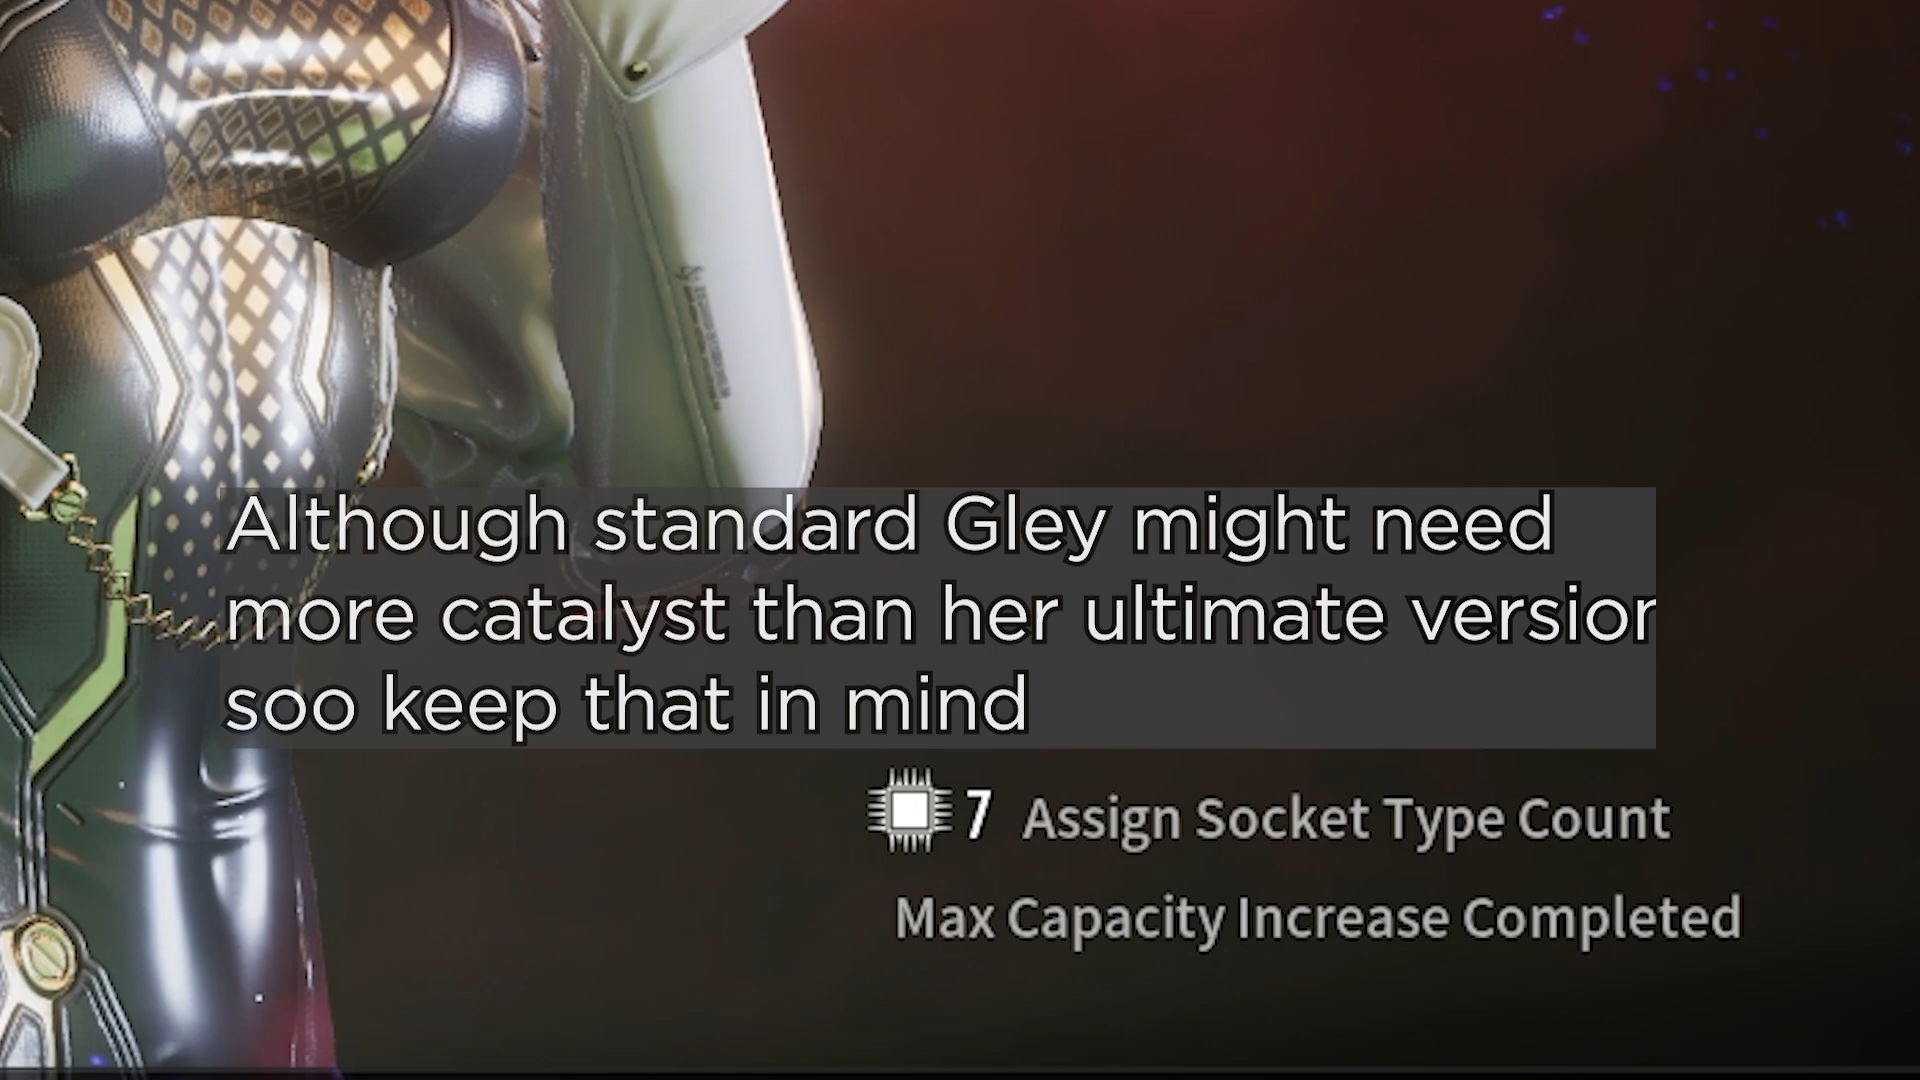 Although standard Gley might need
more catalyst than her ultimate version
soo keep that in mind
7 Assign Socket Type Count
Max Capacity Increase Completed